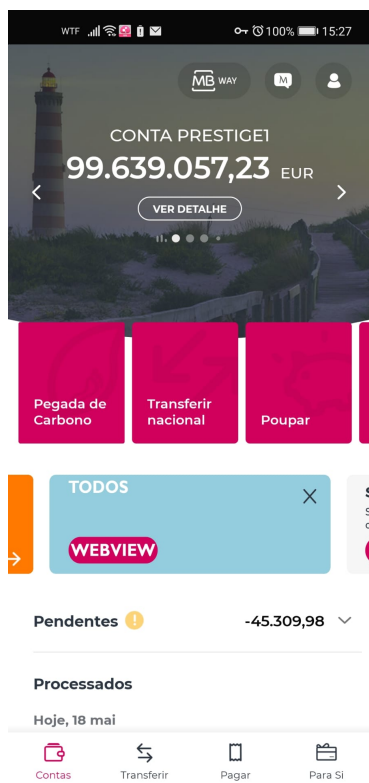 WTF 100% 15:27
MB WAY M
CONTA PRESTIGE1
99.639.057,23 EUR
VER DETALHE
Pegada de
Carbono
Transferir
nacional
Poupar
TODOS
WEBVIEW
Pendentes ! -45.309,98
Processados
Hoje, 18 mai
Contas Transferir Pagar Para Si